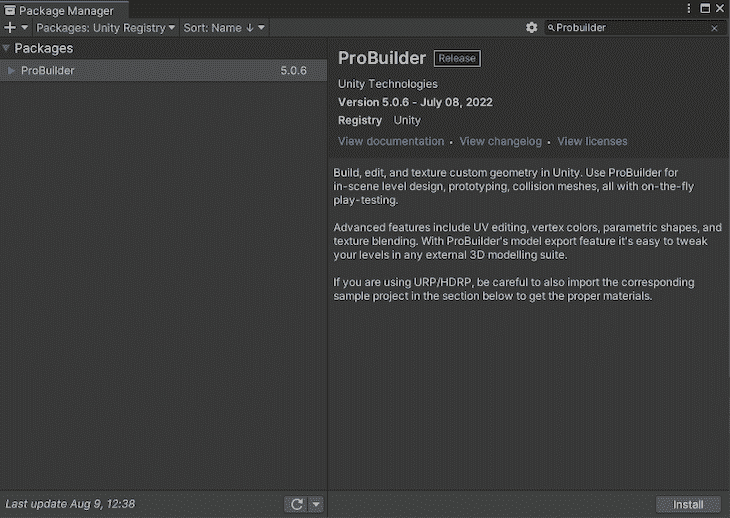 Package Manager
Packages: Unity Registry Sort: Name Probuilder
Packages
ProBuilder 5.0.6
ProBuilder Release
Unity Technologies
Version 5.0.6 - July 08, 2022
Registry Unity
View documentation • View changelog • View licenses
Build, edit, and texture custom geometry in Unity. Use ProBuilder for
in-scene level design, prototyping, collision meshes, all with on-the-fly
play-testing.
Advanced features include UV editing, vertex colors, parametric shapes, and
texture blending. With ProBuilder's model export feature it's easy to tweak
your levels in any external 3D modelling suite.
If you are using URP/HDRP, be careful to also import the corresponding
sample project in the section below to get the proper materials.
Last update Aug 9, 12:38
Install